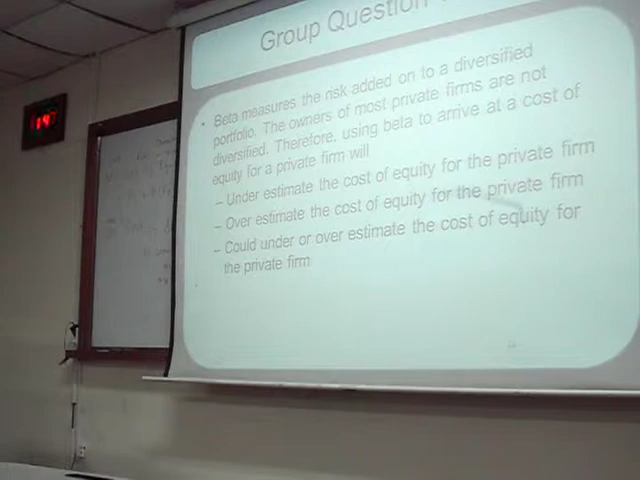 Group Question
• Beta measures the risk added on to a diversified
portfolio. The owners of most private firms are not
diversified. Therefore, using beta to arrive at a cost of
equity for a private firm will
– Under estimate the cost of equity for the private firm
– Over estimate the cost of equity for the private firm
– Could under or over estimate the cost of equity for
the private firm